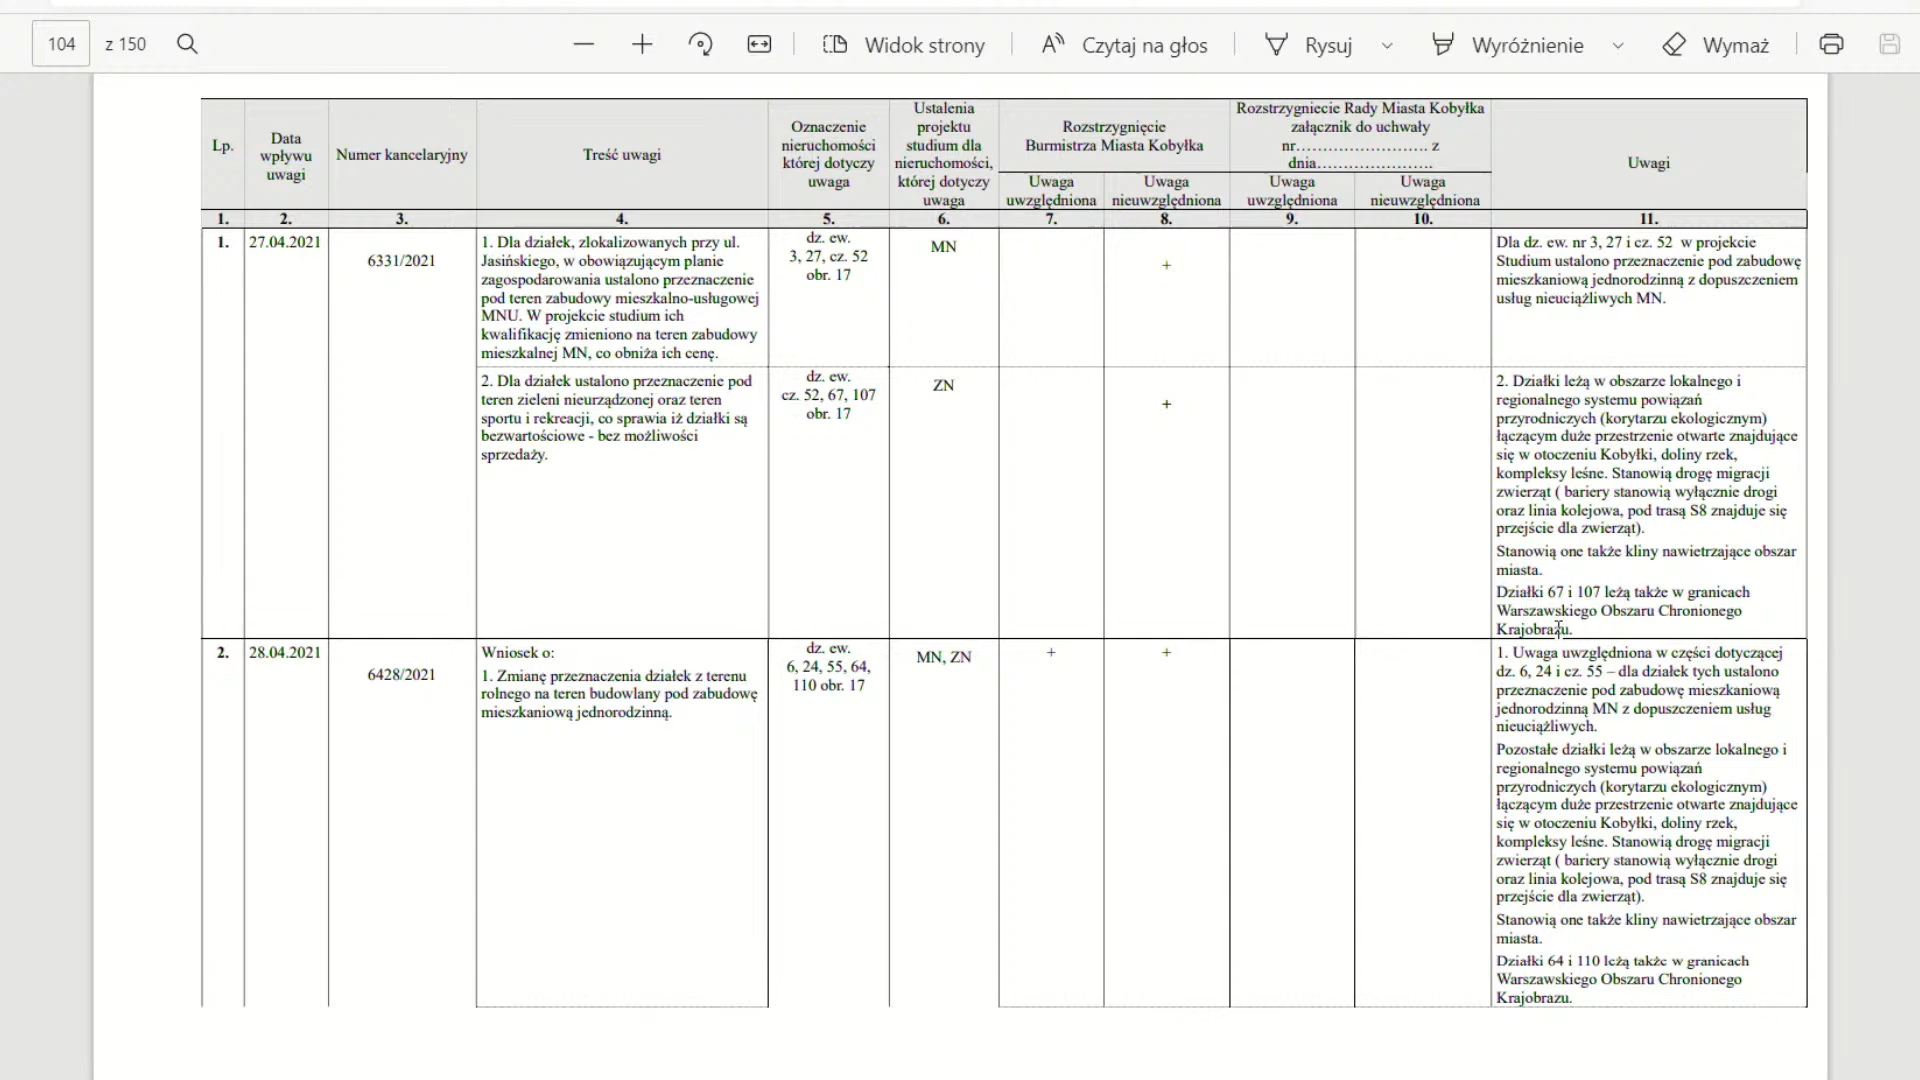 104 z 150 Widok strony Czytaj na głos Rysuj Wyróżnienie Wymaż
Lp.
Data
wpływu
uwagi
Numer kancelaryjny
Treść uwagi
Oznaczenie
nieruchomości
której dotyczy
uwaga
Ustalenia
projektu
studium dla
nieruchomości,
której dotyczy
uwaga
Rozstrzygnięcie
Burmistrza Miasta Kobyłka
Uwaga
uwzględniona
Uwaga
nieuwzględniona
Rozstrzygniecie Rady Miasta Kobyłka
załącznik do uchwały
nr.......................... z
dnia.......................
Uwaga
uwzględniona
Uwaga
nieuwzględniona
Uwagi
1. 2. 3. 4. 5. 6. 7. 8. 9. 10. 11.
1.
27.04.2021
6331/2021
1. Dla działek, zlokalizowanych przy ul.
Jasińskiego, w obowiązującym planie
zagospodarowania ustalono przeznaczenie
pod teren zabudowy mieszkalno-usługowej
MNU. W projekcie studium ich
kwalifikację zmieniono na teren zabudowy
mieszkalnej MN, co obniża ich cenę.
dz. ew.
3, 27, cz. 52
obr. 17
MN
+
Dla dz. ew. nr 3, 27 i cz. 52 w projekcie
Studium ustalono przeznaczenie pod zabudowę
mieszkaniową jednorodzinną z dopuszczeniem
usług nieuciążliwych MN.
2. Dla działek ustalono przeznaczenie pod
teren zieleni nieurządzonej oraz teren
sportu i rekreacji, co sprawia iż działki są
bezwartościowe - bez możliwości
sprzedaży.
dz. ew.
cz. 52, 67, 107
obr. 17
ZN
+
2. Działki leżą w obszarze lokalnego i
regionalnego systemu powiązań
przyrodniczych (korytarzu ekologicznym)
łączącym duże przestrzenie otwarte znajdujące
się w otoczeniu Kobyłki, doliny rzek,
kompleksy leśne. Stanowią drogę migracji
zwierząt ( bariery stanowią wyłącznie drogi
oraz linia kolejowa, pod trasą S8 znajduje się
przejście dla zwierząt).
Stanowią one także kliny nawietrzające obszar
miasta.
Działki 67 i 107 leżą także w granicach
Warszawskiego Obszaru Chronionego
Krajobrazu.
2.
28.04.2021
6428/2021
Wniosek o:
1. Zmianę przeznaczenia działek z terenu
rolnego na teren budowlany pod zabudowę
mieszkaniową jednorodzinną.
dz. ew.
6, 24, 55, 64,
110 obr. 17
MN, ZN
+
+
1. Uwaga uwzględniona w części dotyczącej
dz. 6, 24 i cz. 55 – dla działek tych ustalono
przeznaczenie pod zabudowę mieszkaniową
jednorodzinną MN z dopuszczeniem usług
nieuciążliwych.
Pozostałe działki leżą w obszarze lokalnego i
regionalnego systemu powiązań
przyrodniczych (korytarzu ekologicznym)
łączącym duże przestrzenie otwarte znajdujące
się w otoczeniu Kobyłki, doliny rzek,
kompleksy leśne. Stanowią drogę migracji
zwierząt ( bariery stanowią wyłącznie drogi
oraz linia kolejowa, pod trasą S8 znajduje się
przejście dla zwierząt).
Stanowią one także kliny nawietrzające obszar
miasta.
Działki 64 i 110 leżą także w granicach
Warszawskiego Obszaru Chronionego
Krajobrazu.